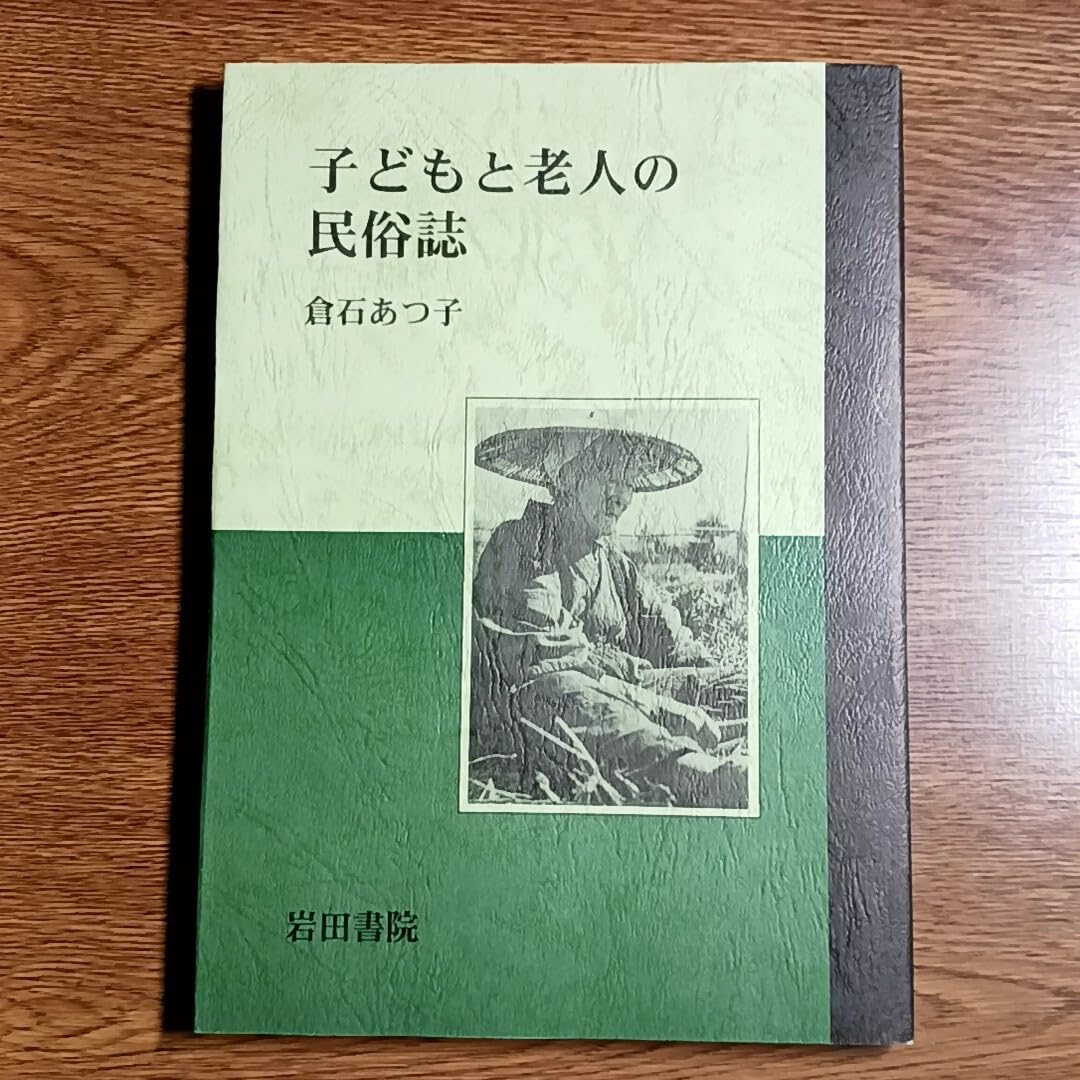 子どもと老人の
民俗誌
倉石あつ子
岩田書院